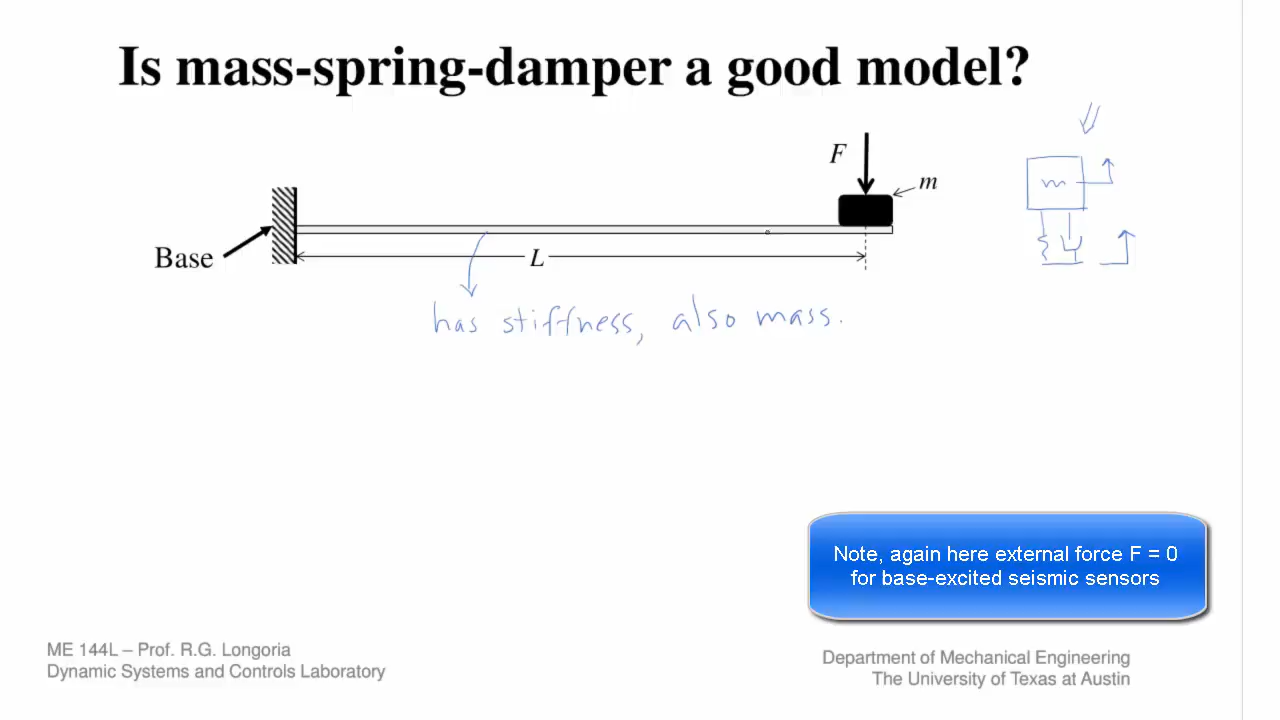 Is mass-spring-damper a good model?
F
m
m
Base
L
has stiffness, also mass.
Note, again here external force F = 0
for base-excited seismic sensors
ME 144L – Prof. R.G. Longoria
Dynamic Systems and Controls Laboratory
Department of Mechanical Engineering
The University of Texas at Austin